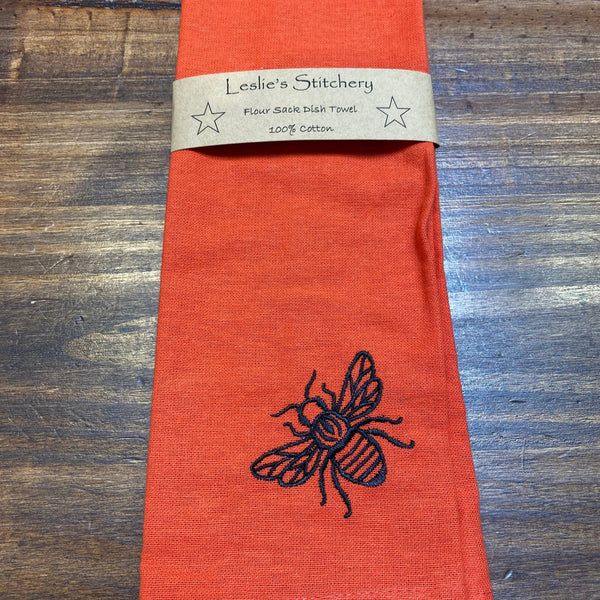 Leslie's Stitchery
Flour Sack Dish Towel
100% Cotton